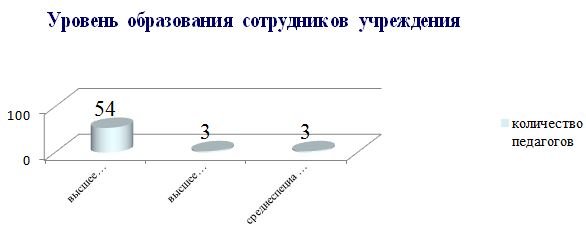 Уровень образования сотрудников учреждения
54
3
3
100
0
высшее…
высшее…
среднеспециа…
количество
педагогов